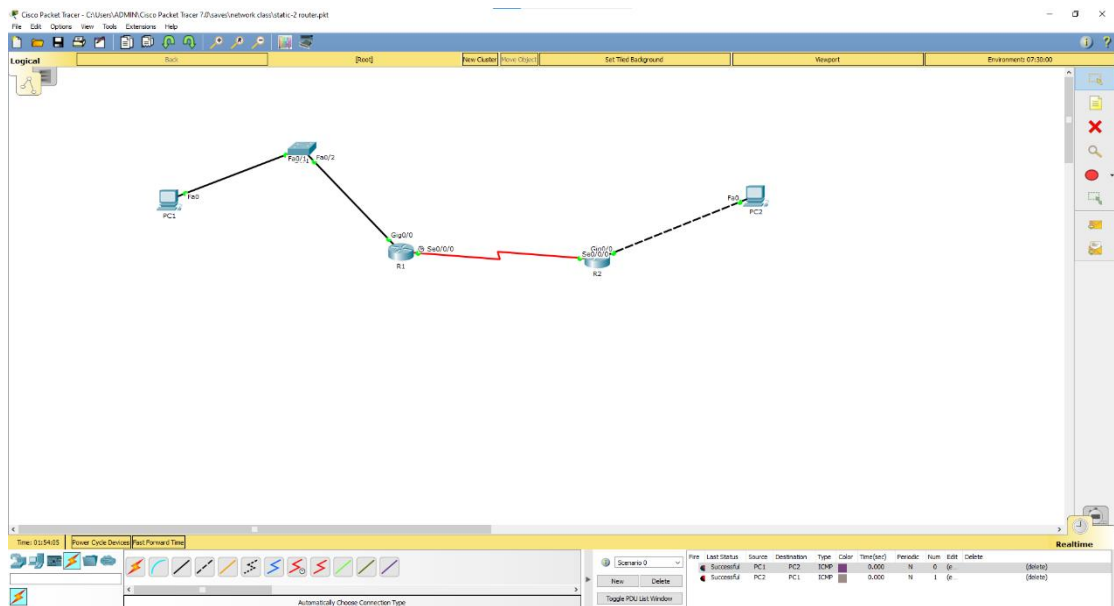 Cisco Packet Tracer - C:\Users\ADMIN\Cisco Packet Tracer 7.0\saves\network class\static-2 router.pkt
File Edit Options View Tools Extensions Help
Logical Back [Root] New Cluster Move Object Set Tiled Background Viewport Environment: 07:30:00
Fa0/1 Fa0/2
Fa0
PC1
Fa0
PC2
Gig0/0
Se0/0/0
R1
Gig0/0
Se0/0/0
R2
Time: 01:54:05 Power Cycle Devices Fast Forward Time Realtime
Scenario 0
New Delete
Toggle PDU List Window
Fire Last Status Source Destination Type Color Time(sec) Periodic Num Edit Delete
Successful PC1 PC2 ICMP 0.000 N 0 (e... (delete)
Successful PC2 PC1 ICMP 0.000 N 1 (e... (delete)
Automatically Choose Connection Type